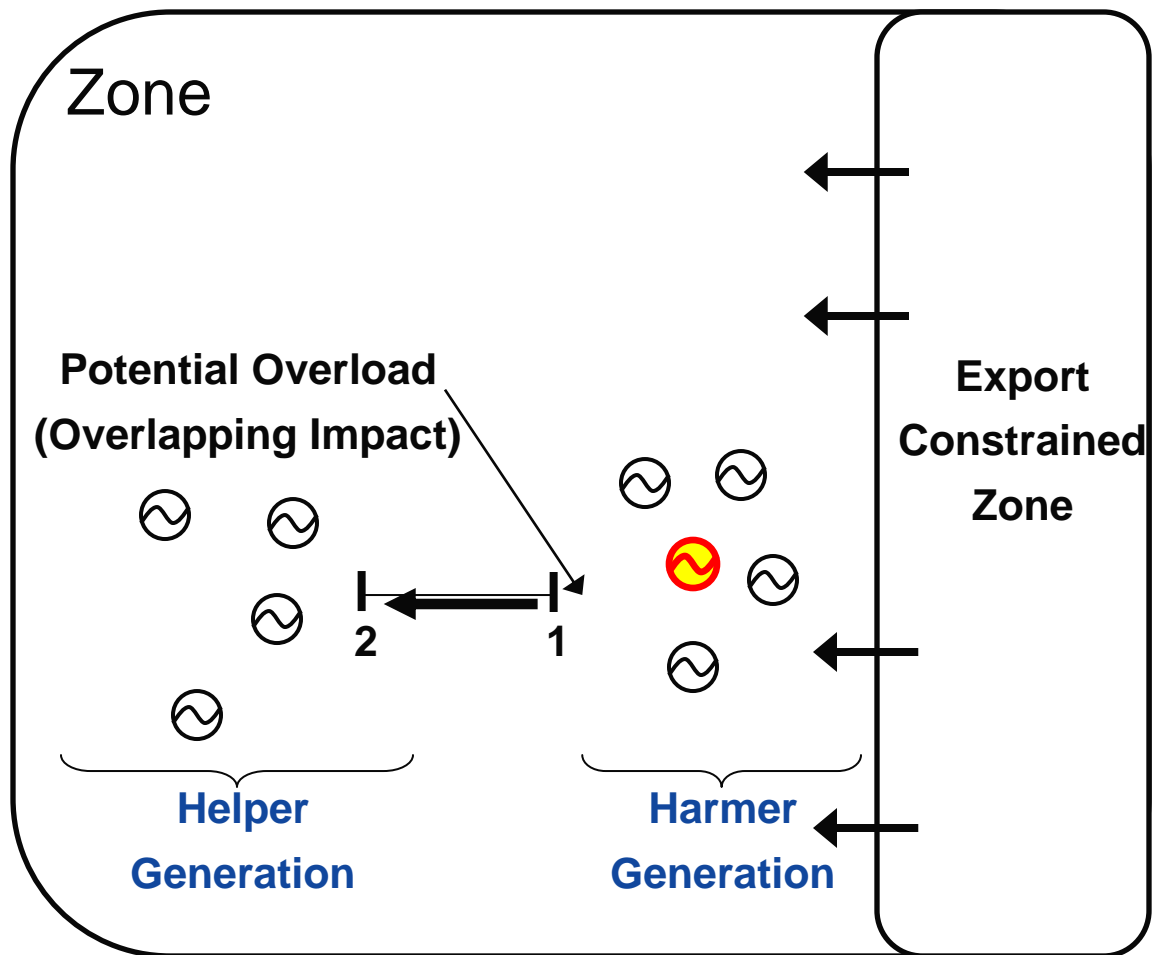 Zone
Potential Overload
(Overlapping Impact)
Export
Constrained
Zone
2
1
Helper
Generation
Harmer
Generation